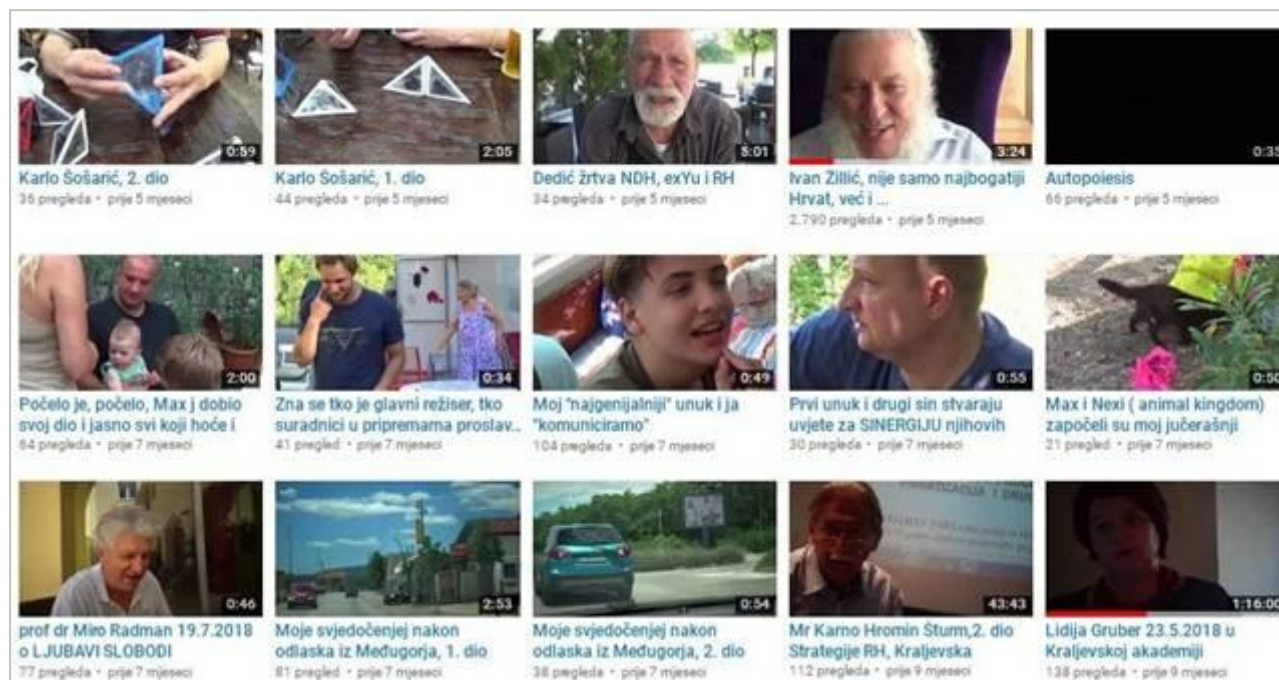 0:59
2:05
5:01
3:24
0:35
Karlo Šošarić, 2. dio
Karlo Šošarić, 1. dio
Dedić žrtva NDH, exYu i RH
Ivan Žillić, nije samo najbogatiji
Hrvat, već i ...
Autopoiesis
36 pregleda • prije 5 mjeseci
44 pregleda • prije 5 mjeseci
34 pregleda • prije 5 mjeseci
2.790 pregleda • prije 5 mjeseci
66 pregleda • prije 5 mjeseci
2:00
0:34
0:49
0:55
0:50
Počelo je, počelo, Max j dobio
svoj dio i jasno svi koji hoće i
Zna se tko je glavni režiser, tko
suradnici u pripremama proslav...
Moj "najgenijalniji" unuk i ja
"komuniciramo"
Prvi unuk i drugi sin stvaraju
uvjete za SINERGIJU njihovih
Max i Nexi ( animal kingdom)
započeli su moj jučerašnji
64 pregleda • prije 7 mjeseci
41 pregled • prije 7 mjeseci
104 pregleda • prije 7 mjeseci
30 pregleda • prije 7 mjeseci
21 pregled • prije 7 mjeseci
0:46
2:53
0:54
43:43
1:16:00
prof dr Miro Radman 19.7.2018
o LJUBAVI SLOBODI
Moje svjedočenjej nakon
odlaska iz Međugorja, 1. dio
Moje svjedočenjej nakon
odlaska iz Međugorja, 2. dio
Mr Karno Hromin Šturm,2. dio
Strategije RH, Kraljevska
Lidija Gruber 23.5.2018 u
Kraljevskoj akademiji
77 pregleda • prije 7 mjeseci
81 pregled • prije 7 mjeseci
38 pregleda • prije 7 mjeseci
112 pregleda • prije 9 mjeseci
138 pregleda • prije 9 mjeseci